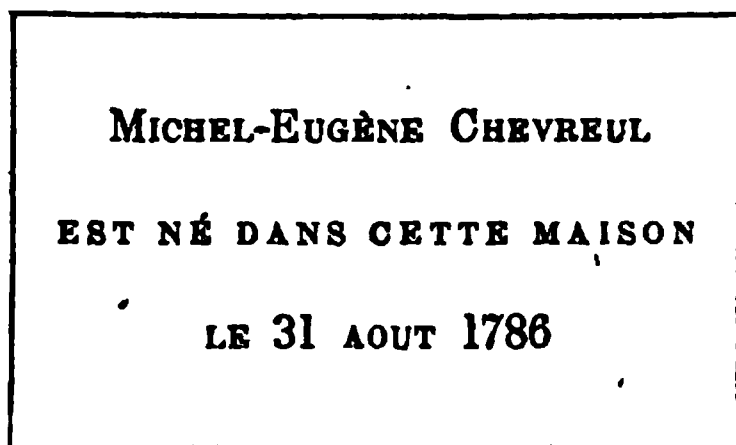 MICHEL-EUGÈNE CHEVREUL
EST NÉ DANS CETTE MAISON
LE 31 AOUT 1786